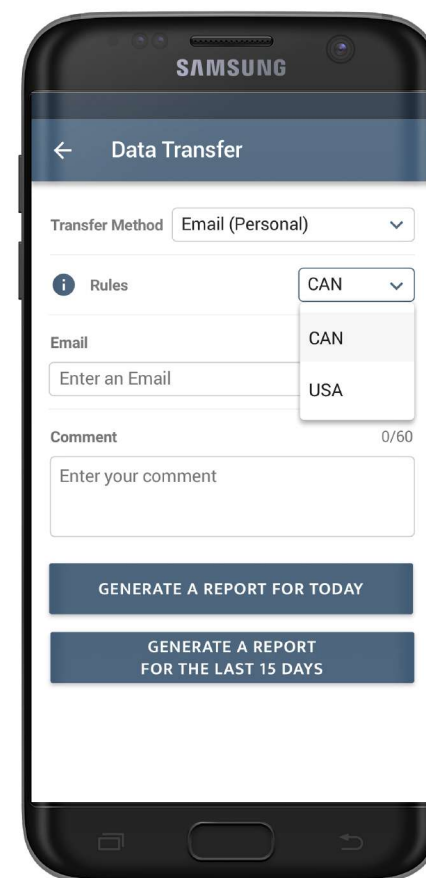 SAMSUNG
Data Transfer
Transfer Method Email (Personal)
Rules CAN
CAN
Email
Enter an Email
USA
Comment 0/60
Enter your comment
GENERATE A REPORT FOR TODAY
GENERATE A REPORT
FOR THE LAST 15 DAYS